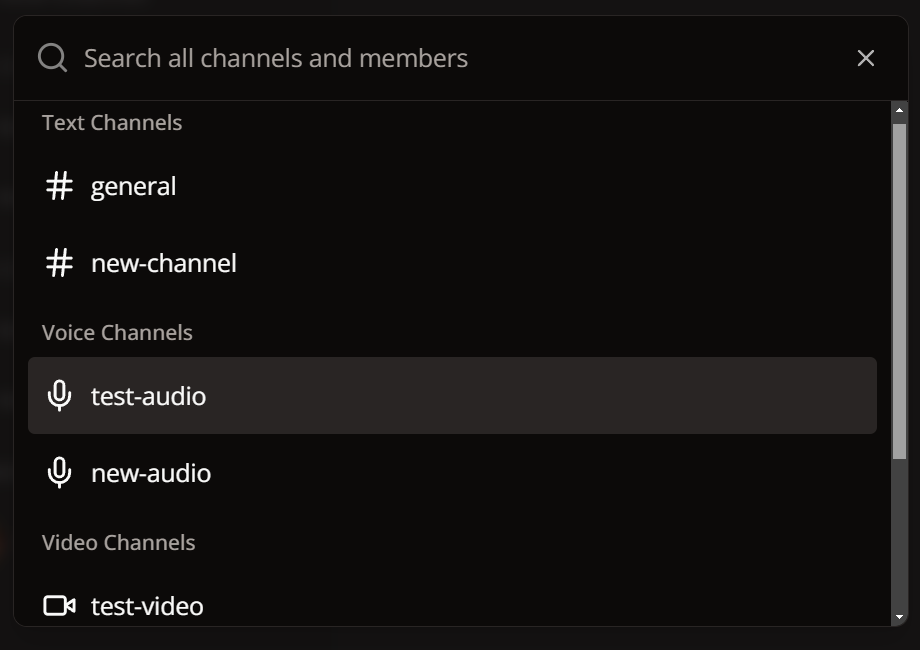 Search all channels and members
Text Channels
general
new-channel
Voice Channels
test-audio
new-audio
Video Channels
test-video